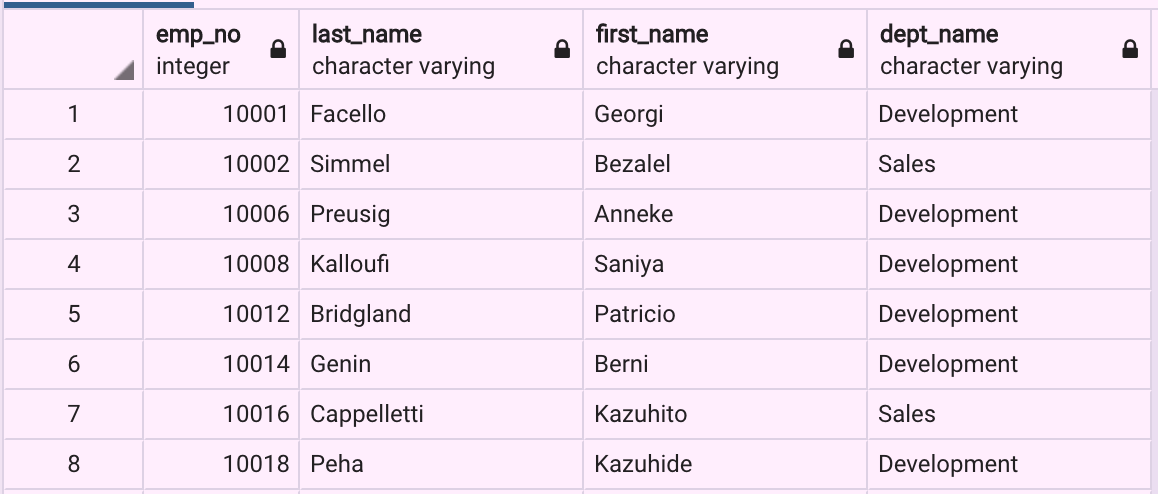 emp_no last_name first_name dept_name
integer character varying character varying character varying
1 10001 Facello Georgi Development
2 10002 Simmel Bezalel Sales
3 10006 Preusig Anneke Development
4 10008 Kalloufi Saniya Development
5 10012 Bridgland Patricio Development
6 10014 Genin Berni Development
7 10016 Cappelletti Kazuhito Sales
8 10018 Peha Kazuhide Development